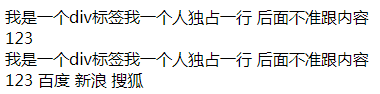 我是一个div标签我一个人独占一行 后面不准跟内容
123
我是一个div标签我一个人独占一行 后面不准跟内容
123 百度 新浪 搜狐